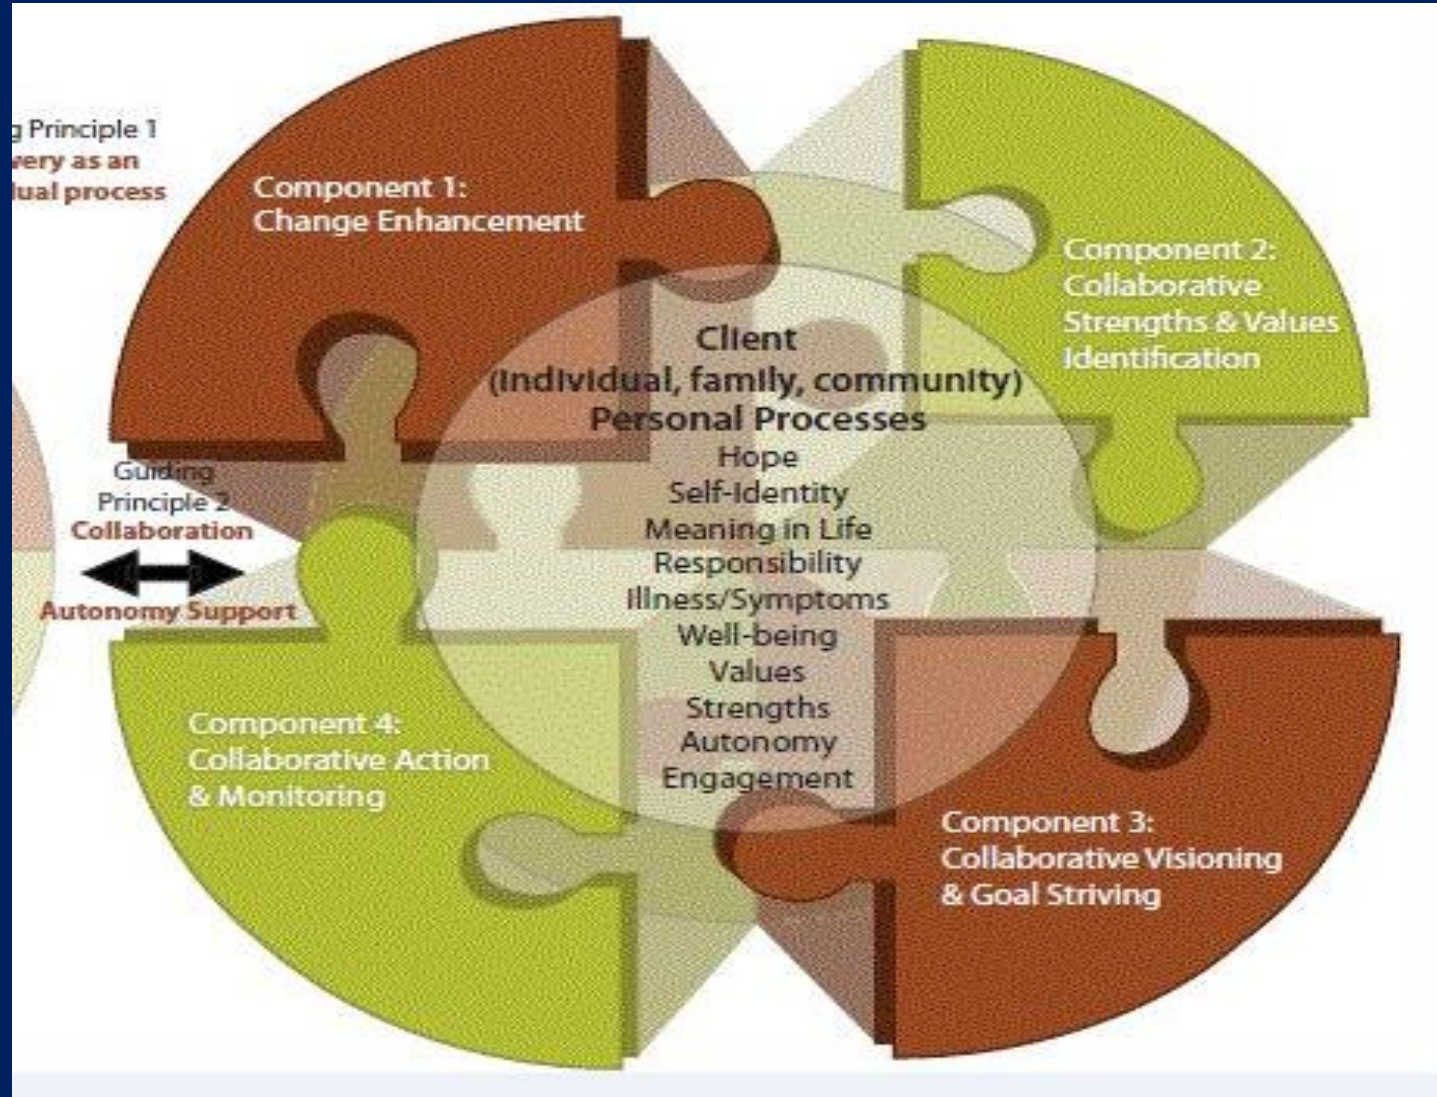 g Principle 1
very as an
dual process
Component 1:
Change Enhancement
Component 2:
Collaborative
Strengths & Values
Identification
Client
(Individual, family, community)
Personal Processes
Hope
Self-Identity
Meaning in Life
Responsibility
Illness/Symptoms
Well-being
Values
Strengths
Autonomy
Engagement
Guiding
Principle 2
Collaboration
Autonomy Support
Component 4:
Collaborative Action
& Monitoring
Component 3:
Collaborative Visioning
& Goal Striving